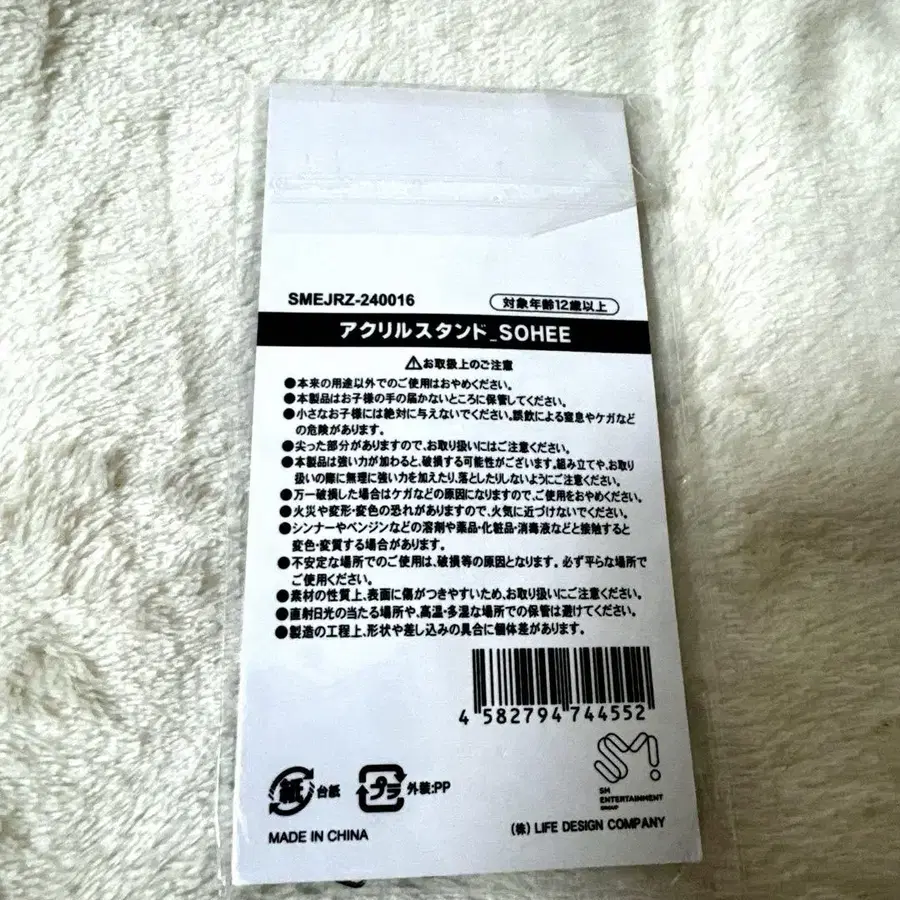 SMEJRZ-240016
対象年齢12歳以上
アクリルスタンド_SOHEE
お取扱上のご注意
●本来の用途以外でのご使用はおやめください。
●本製品はお子様の手の届かないところに保管してください。
●小さなお子様には絶対に与えないでください。誤飲による窒息やケガなど
の危険があります。
●尖った部分がありますので、お取り扱いにはご注意ください。
●本製品は強い力が加わると、破損する可能性がございます。組み立てや、お取り
扱いの際に無理に強い力を加えたり、落としたりしないようにご注意ください。
●万一破損した場合はケガなどの原因になりますので、ご使用をおやめください。
●火災や変形・変色の恐れがありますので、火気に近づけないでください。
●シンナーやベンジンなどの溶剤や薬品・化粧品・消毒液などと接触すると
変色・変質する場合があります。
●不安定な場所でのご使用は、破損等の原因となります。必ず平らな場所で
ご使用ください。
●素材の性質上、表面に傷がつきやすいため、お取り扱いにご注意ください。
●直射日光の当たる場所や、高温・多湿な場所での保管は避けてください。
●製造の工程上、形状や差し込みの具合に個体差があります。
4 582794 744552
SM
SM
ENTERTAINMENT
GROUP
紙 台紙
プラ 外装:PP
MADE IN CHINA
(株) LIFE DESIGN COMPANY